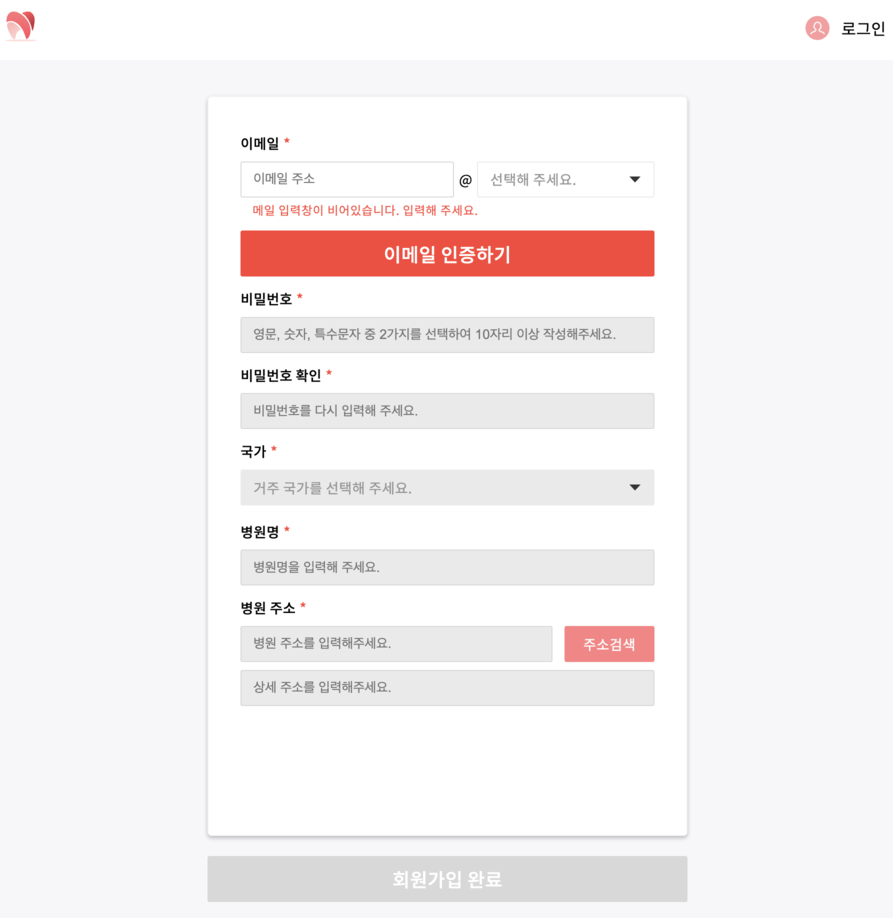 로그인
이메일 *
이메일 주소 @ 선택해 주세요.
메일 입력창이 비어있습니다. 입력해 주세요.
이메일 인증하기
비밀번호 *
영문, 숫자, 특수문자 중 2가지를 선택하여 10자리 이상 작성해주세요.
비밀번호 확인 *
비밀번호를 다시 입력해 주세요.
국가 *
거주 국가를 선택해 주세요.
병원명 *
병원명을 입력해 주세요.
병원 주소 *
병원 주소를 입력해주세요. 주소검색
상세 주소를 입력해주세요.
회원가입 완료